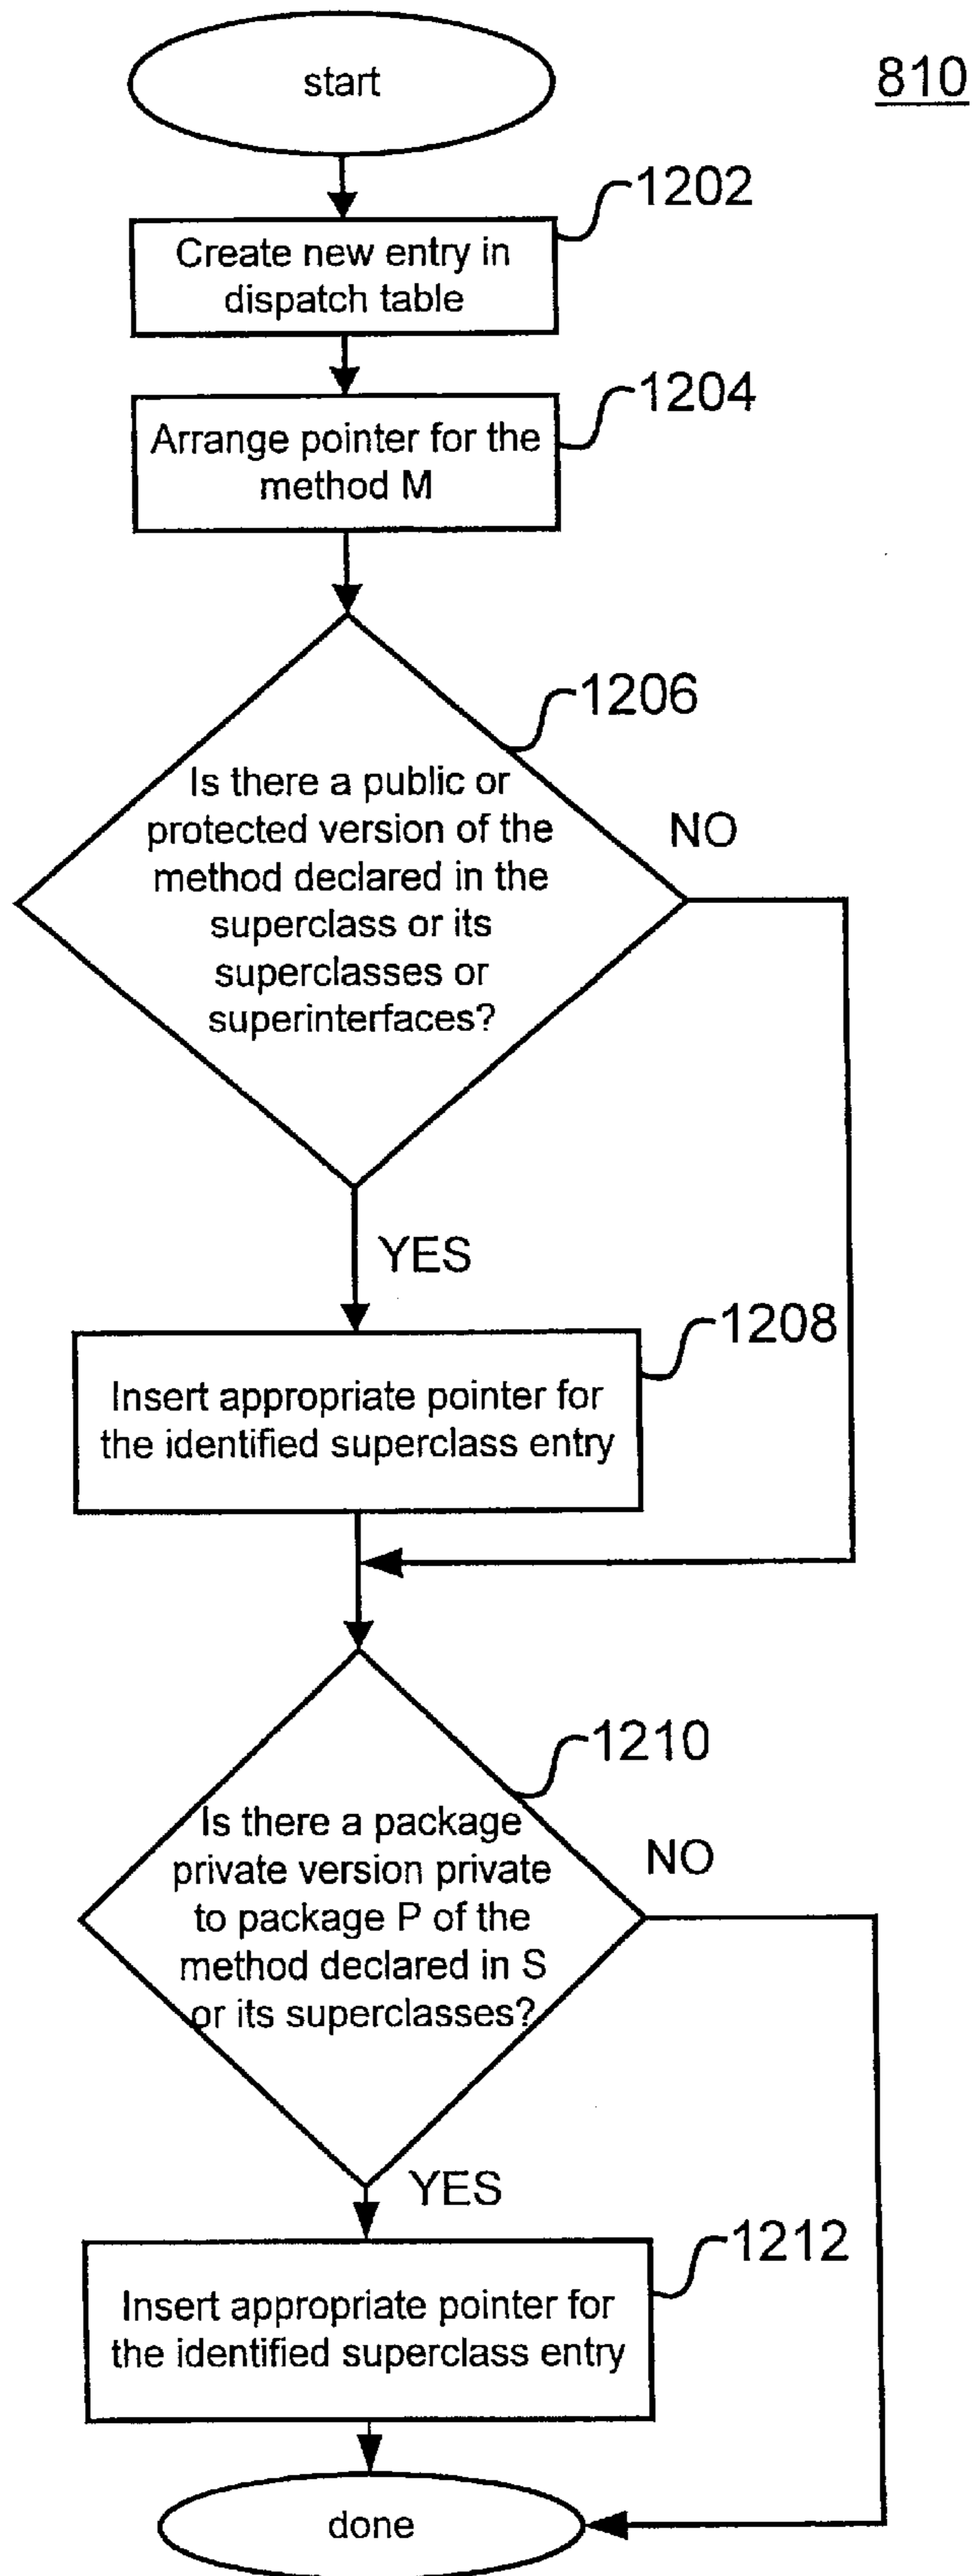 start
810
1202
Create new entry in
dispatch table
1204
Arrange pointer for the
method M
1206
Is there a public or
protected version of the
method declared in the
superclass or its
superclasses or
superinterfaces?
NO
YES
1208
Insert appropriate pointer for
the identified superclass entry
1210
Is there a package
private version private
to package P of the
method declared in S
or its superclasses?
NO
YES
1212
Insert appropriate pointer for
the identified superclass entry
done